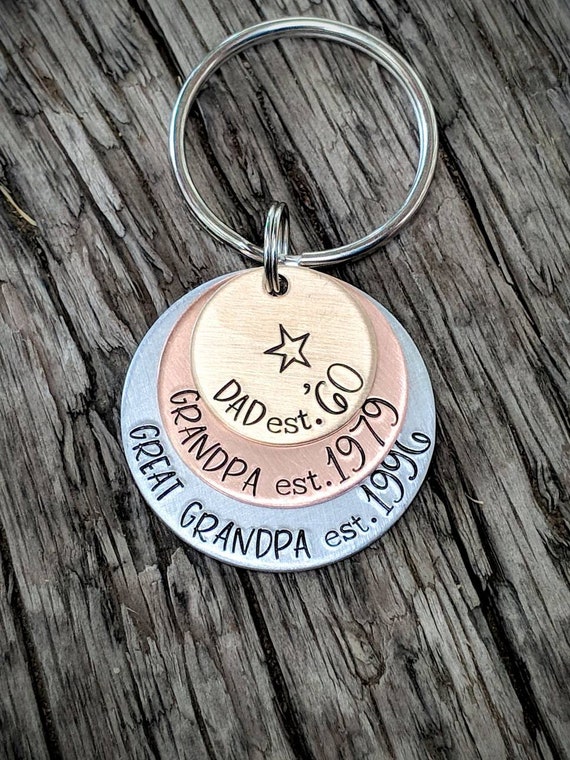 DAD est. '60
GRANDPA est. 1979
GREAT GRANDPA est. 1996